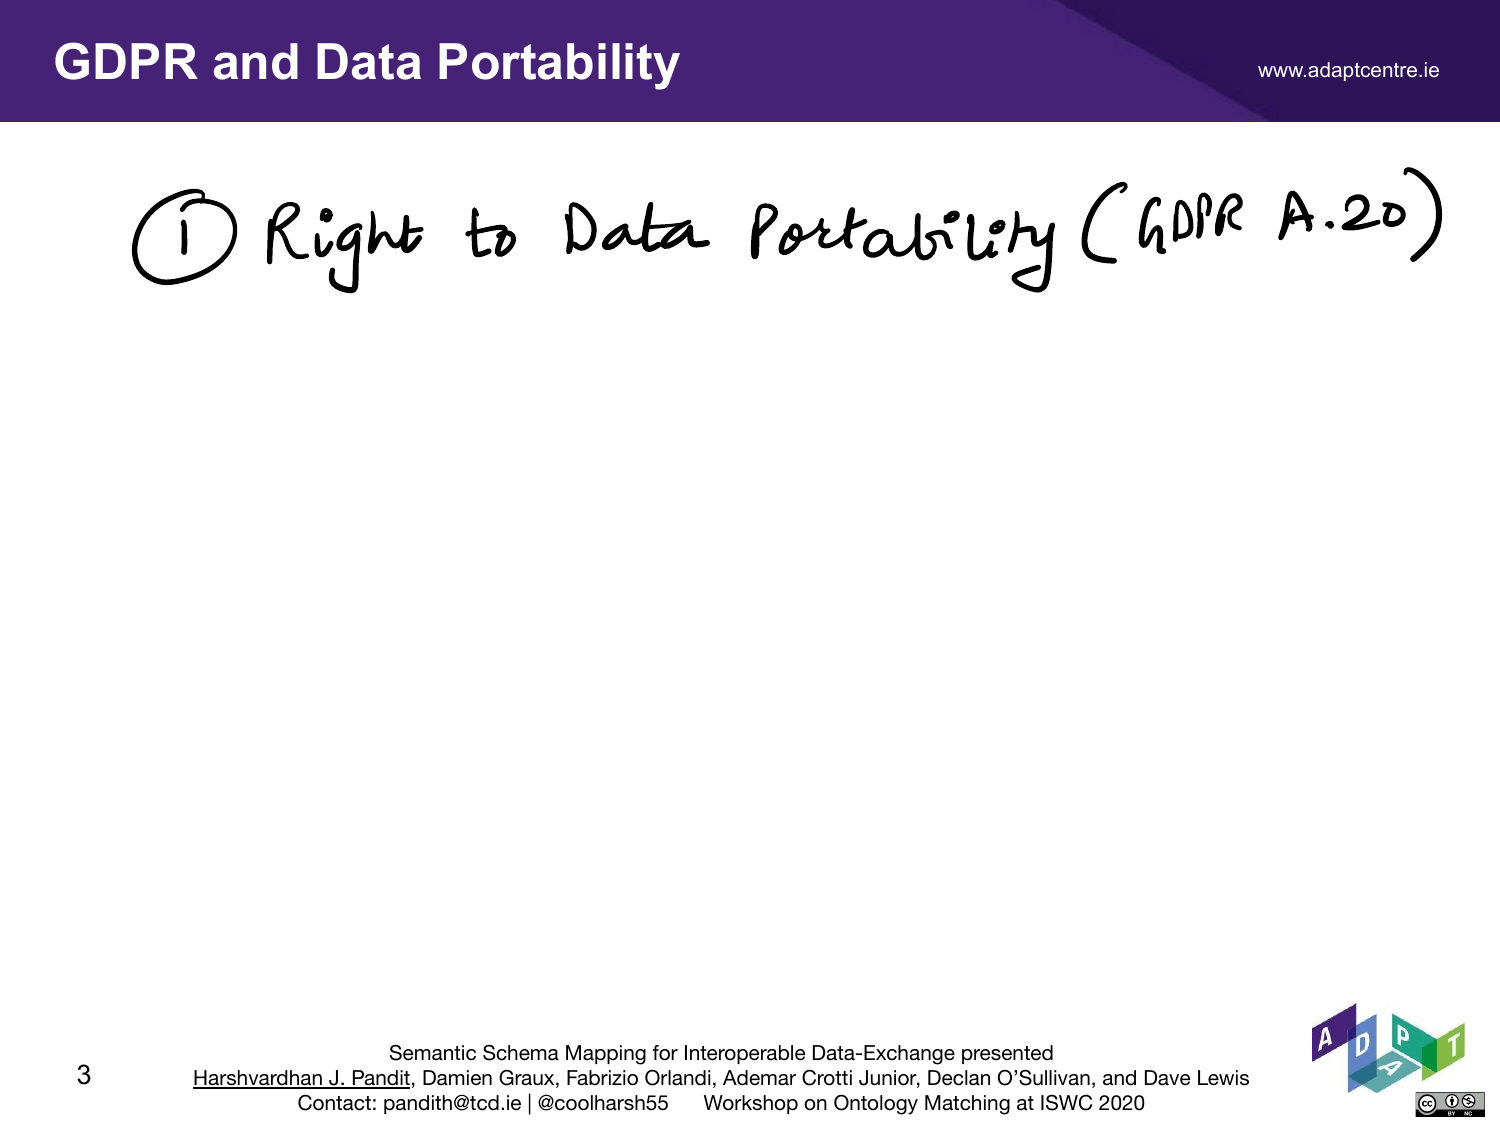 GDPR and Data Portability
www.adaptcentre.ie
1 Right to Data Portability (GDPR A.20)
3
Semantic Schema Mapping for Interoperable Data-Exchange presented
Harshvardhan J. Pandit, Damien Graux, Fabrizio Orlandi, Ademar Crotti Junior, Declan O’Sullivan, and Dave Lewis
Contact: pandith@tcd.ie | @coolharsh55 Workshop on Ontology Matching at ISWC 2020
ADAPT
cc BY NC